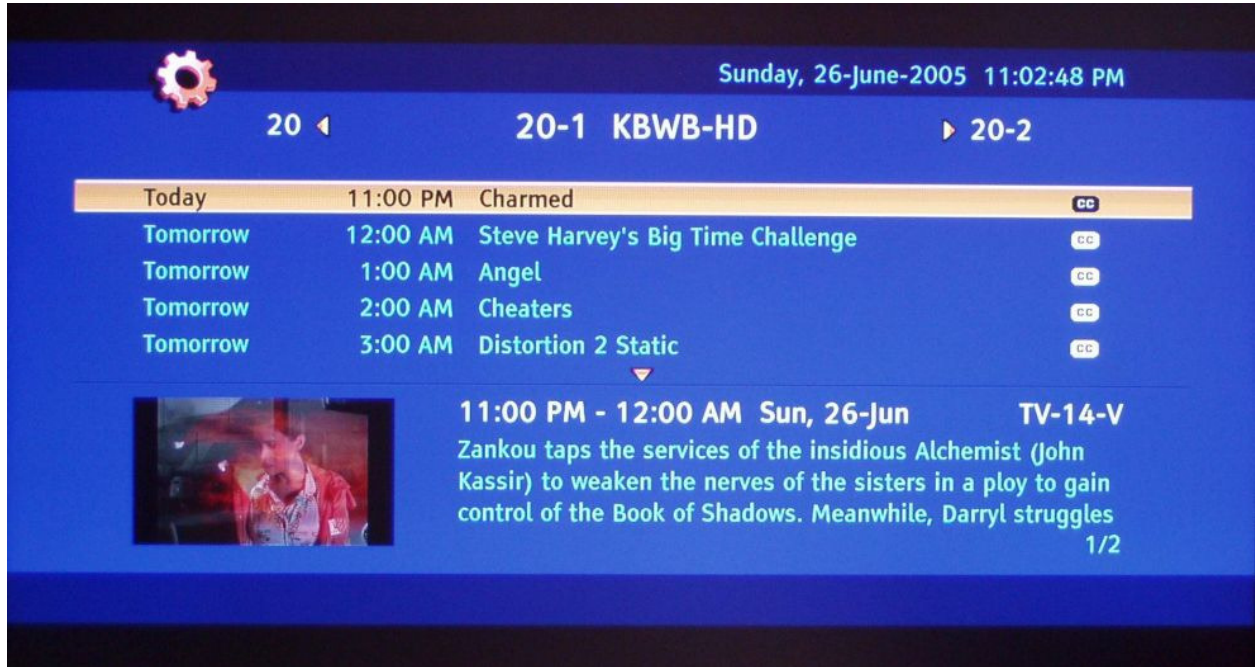 Sunday, 26-June-2005 11:02:48 PM
20 20-1 KBWB-HD 20-2
Today 11:00 PM Charmed CC
Tomorrow 12:00 AM Steve Harvey's Big Time Challenge CC
Tomorrow 1:00 AM Angel CC
Tomorrow 2:00 AM Cheaters CC
Tomorrow 3:00 AM Distortion 2 Static CC
11:00 PM - 12:00 AM Sun, 26-Jun TV-14-V
Zankou taps the services of the insidious Alchemist (John
Kassir) to weaken the nerves of the sisters in a ploy to gain
control of the Book of Shadows. Meanwhile, Darryl struggles
1/2